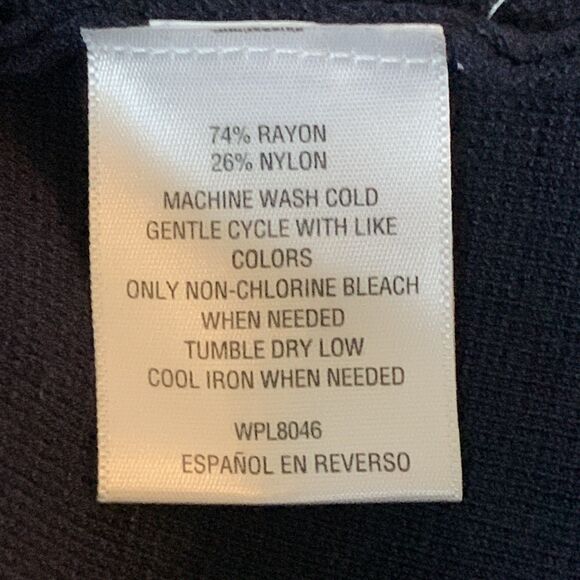 74% RAYON
26% NYLON
MACHINE WASH COLD
GENTLE CYCLE WITH LIKE
COLORS
ONLY NON-CHLORINE BLEACH
WHEN NEEDED
TUMBLE DRY LOW
COOL IRON WHEN NEEDED
WPL8046
ESPAÑOL EN REVERSO